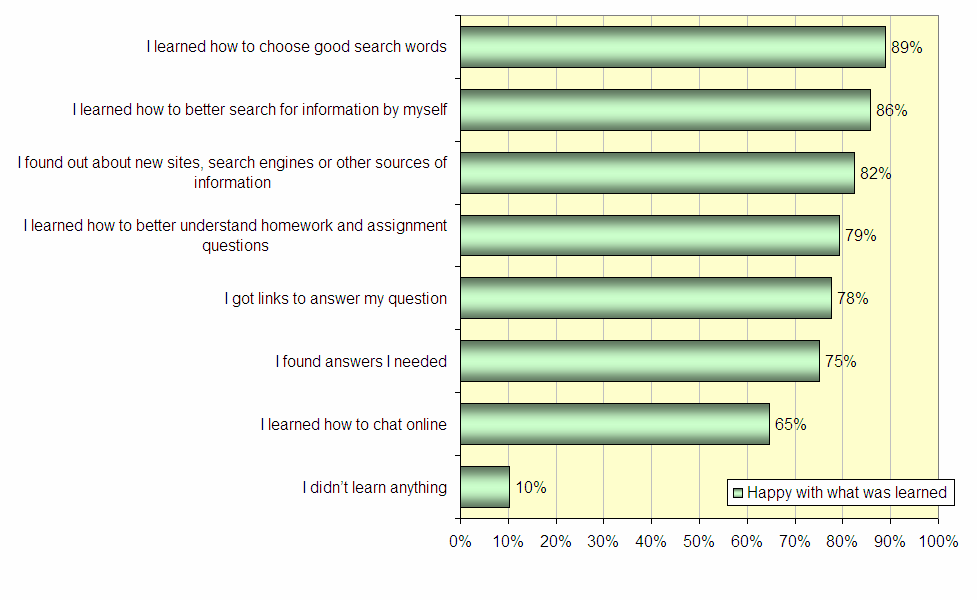 I learned how to choose good search words
89%
I learned how to better search for information by myself
86%
I found out about new sites, search engines or other sources of
information
82%
I learned how to better understand homework and assignment
questions
79%
I got links to answer my question
78%
I found answers I needed
75%
I learned how to chat online
65%
I didn’t learn anything
10%
Happy with what was learned
0% 10% 20% 30% 40% 50% 60% 70% 80% 90% 100%